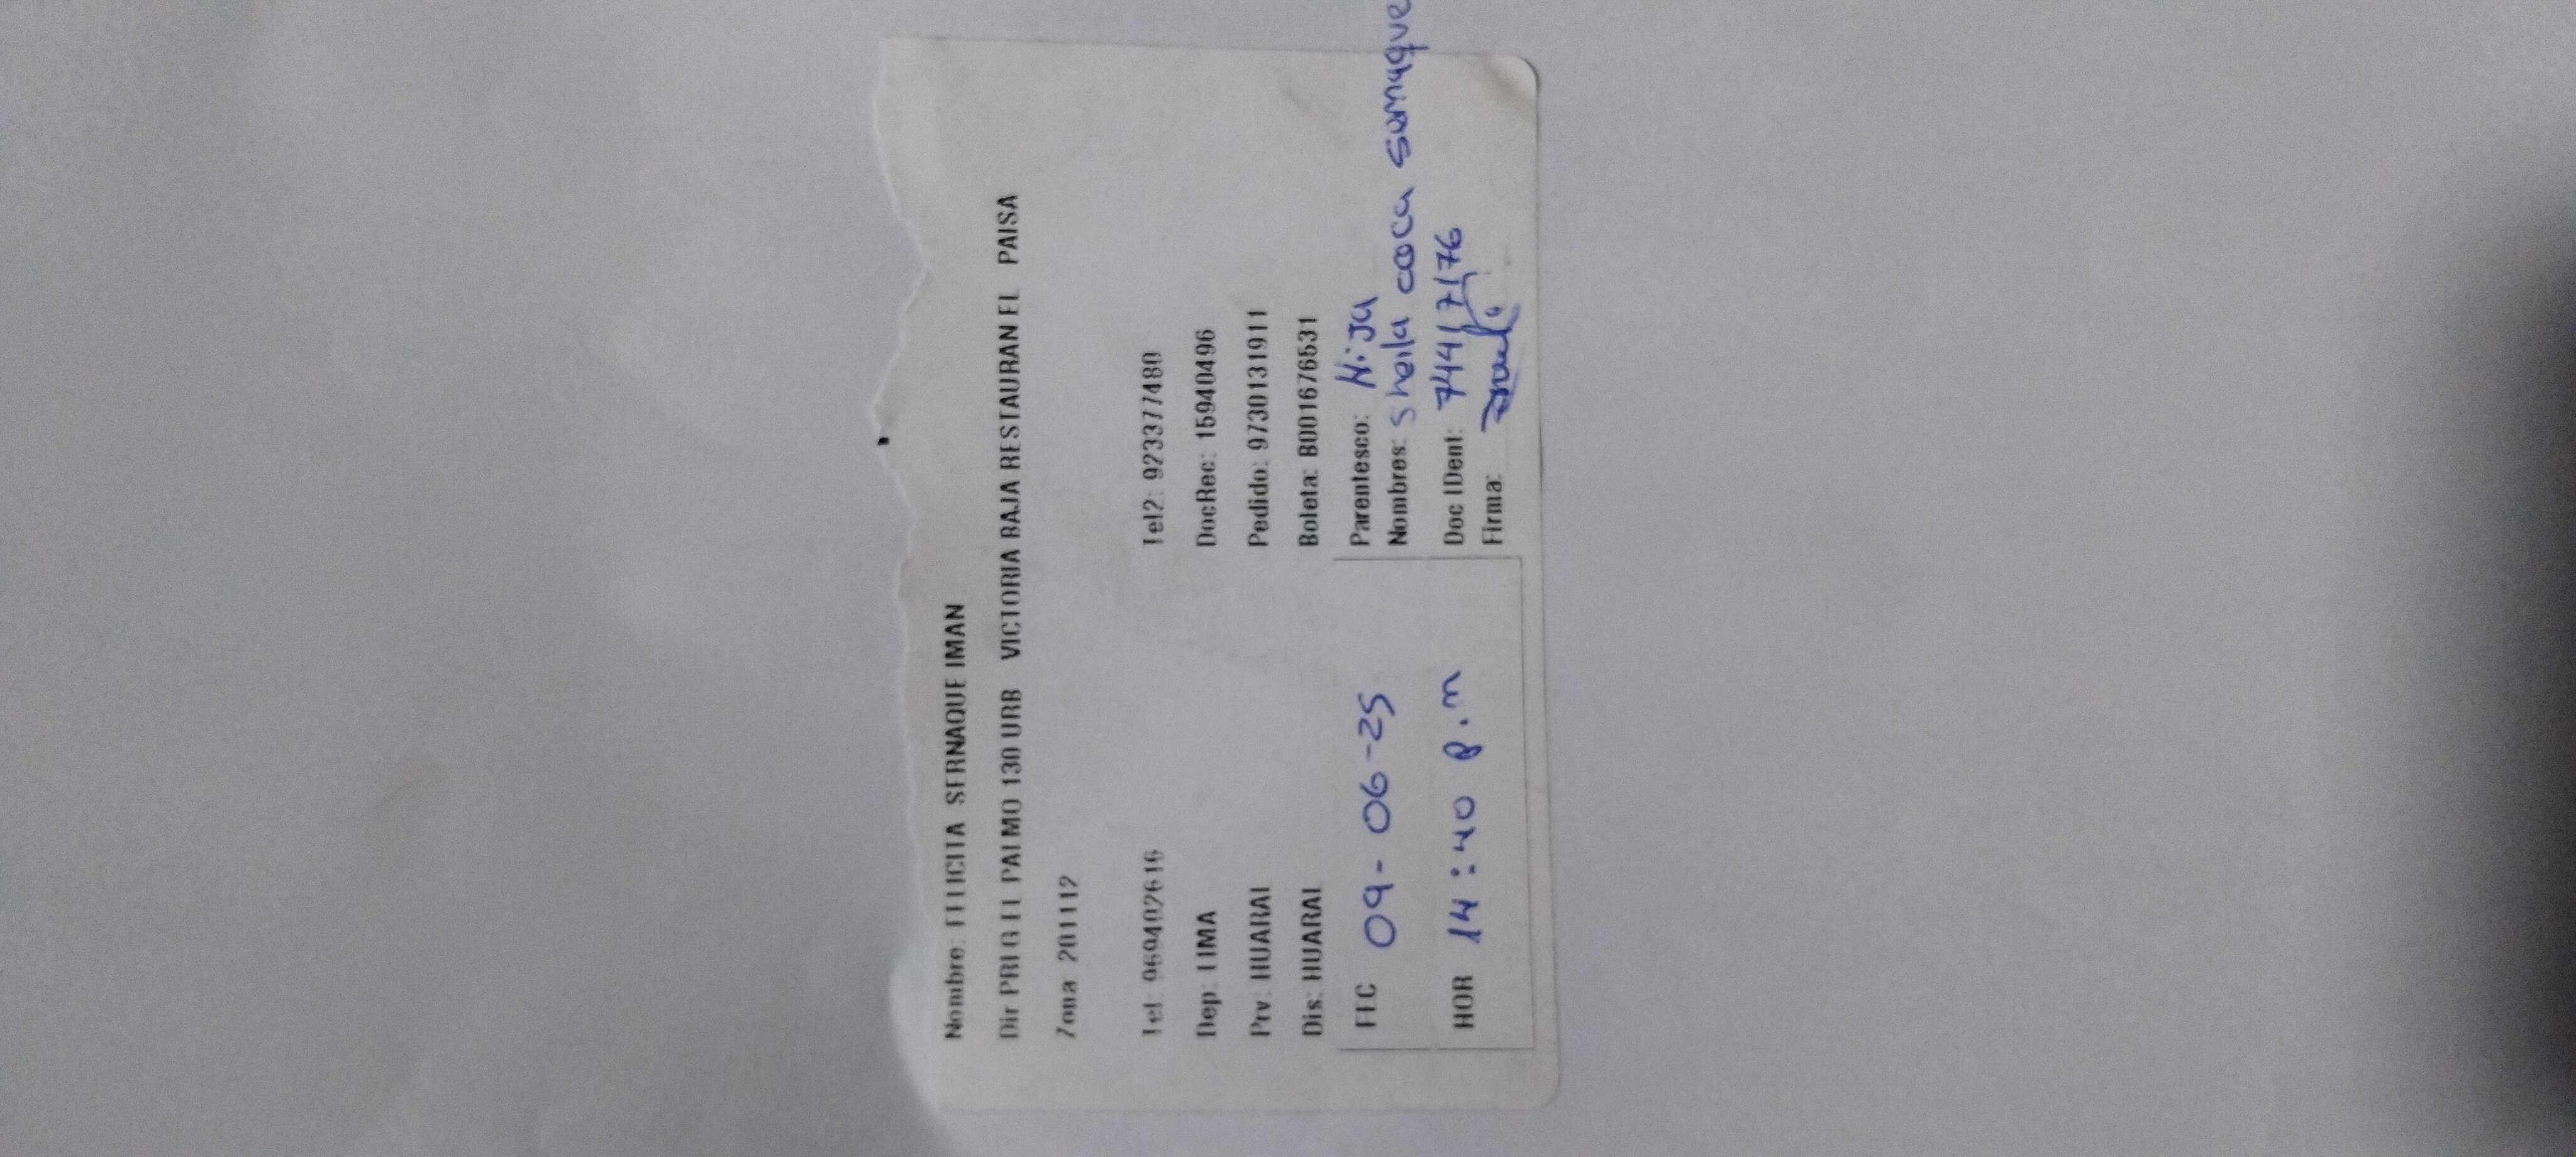 Nombre: FELICITA SERNAQUE IMAN
Dir PRLG EL PALMO 130 URB VICTORIA BAJA RESTAURAN EL PAISA
Zona 201112
Tel: 969402616 Tel2: 923377480
Dep: LIMA DocRec: 15940496
Prv: HUARAL Pedido: 9730131911
Dis: HUARAL Boleta: B001676531
FEC 09-06-25 Parentesco: Hija
Nombres: Sheila coca Sernaque
HOR 14:40 p.m Doc IDent: 74417176
Firma: